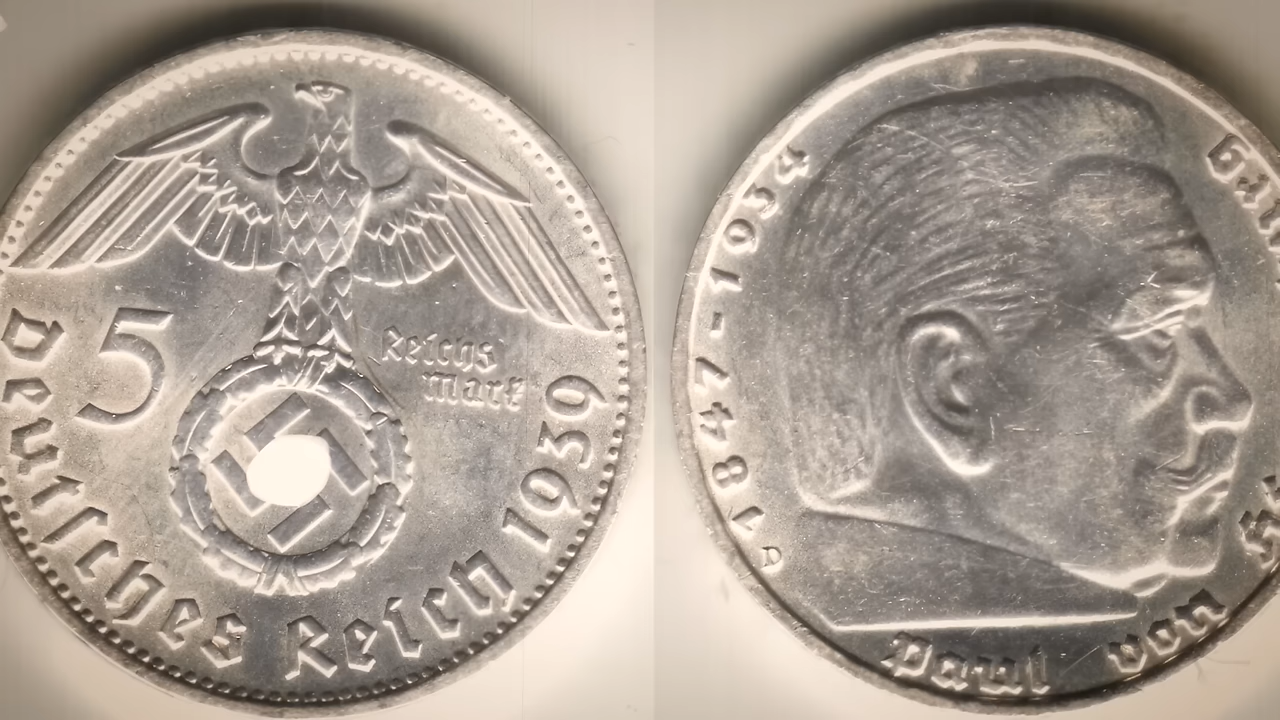 5
Reichs
mark
Deutsches Reich 1939
1847-1934
D
Paul von